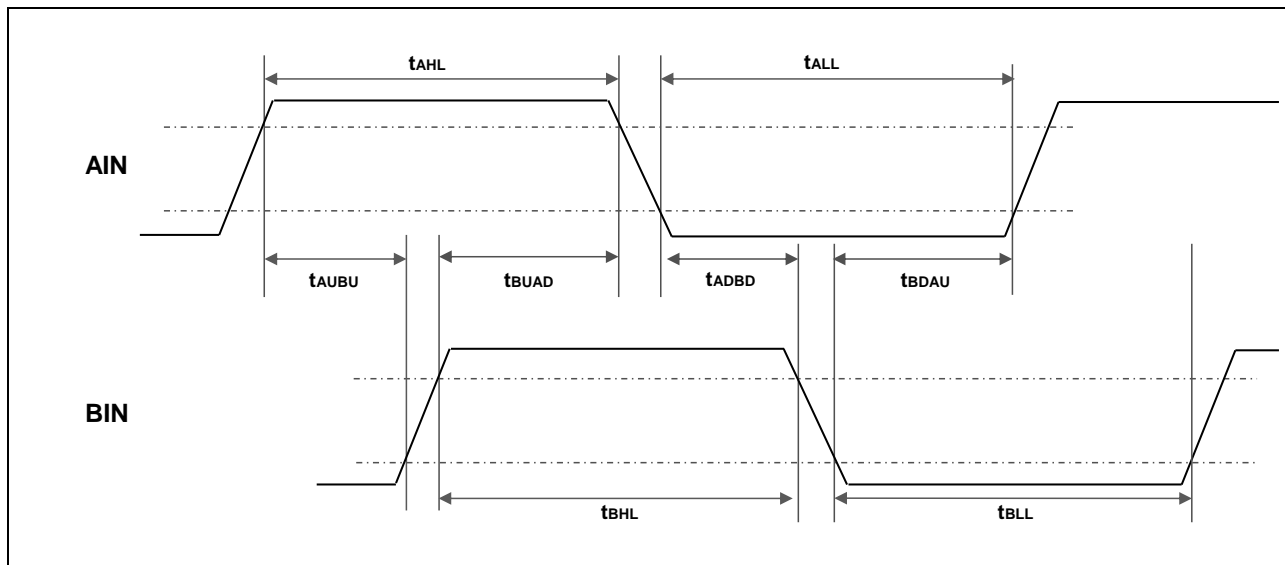 tAHL
tALL
AIN
tAUBU
tBUAD
tADBD
tBDAU
BIN
tBHL
tBLL